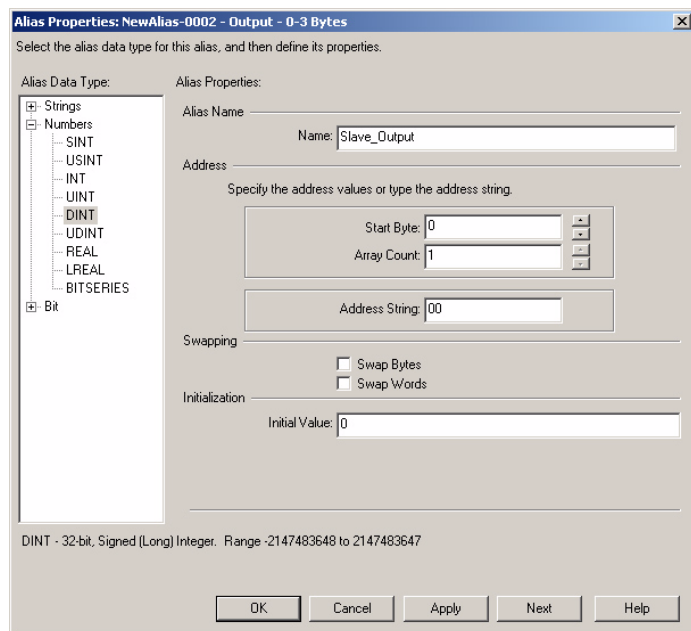 Alias Properties: NewAlias-0002 - Output - 0-3 Bytes
Select the alias data type for this alias, and then define its properties.
Alias Data Type:
Strings
Numbers
SINT
USINT
INT
UINT
DINT
UDINT
REAL
LREAL
BITSERIES
Bit
Alias Properties:
Alias Name
Name: Slave_Output
Address
Specify the address values or type the address string.
Start Byte: 0
Array Count: 1
Address String: 00
Swapping
Swap Bytes
Swap Words
Initialization
Initial Value: 0
DINT - 32-bit, Signed (Long) Integer. Range -2147483648 to 2147483647
OK Cancel Apply Next Help